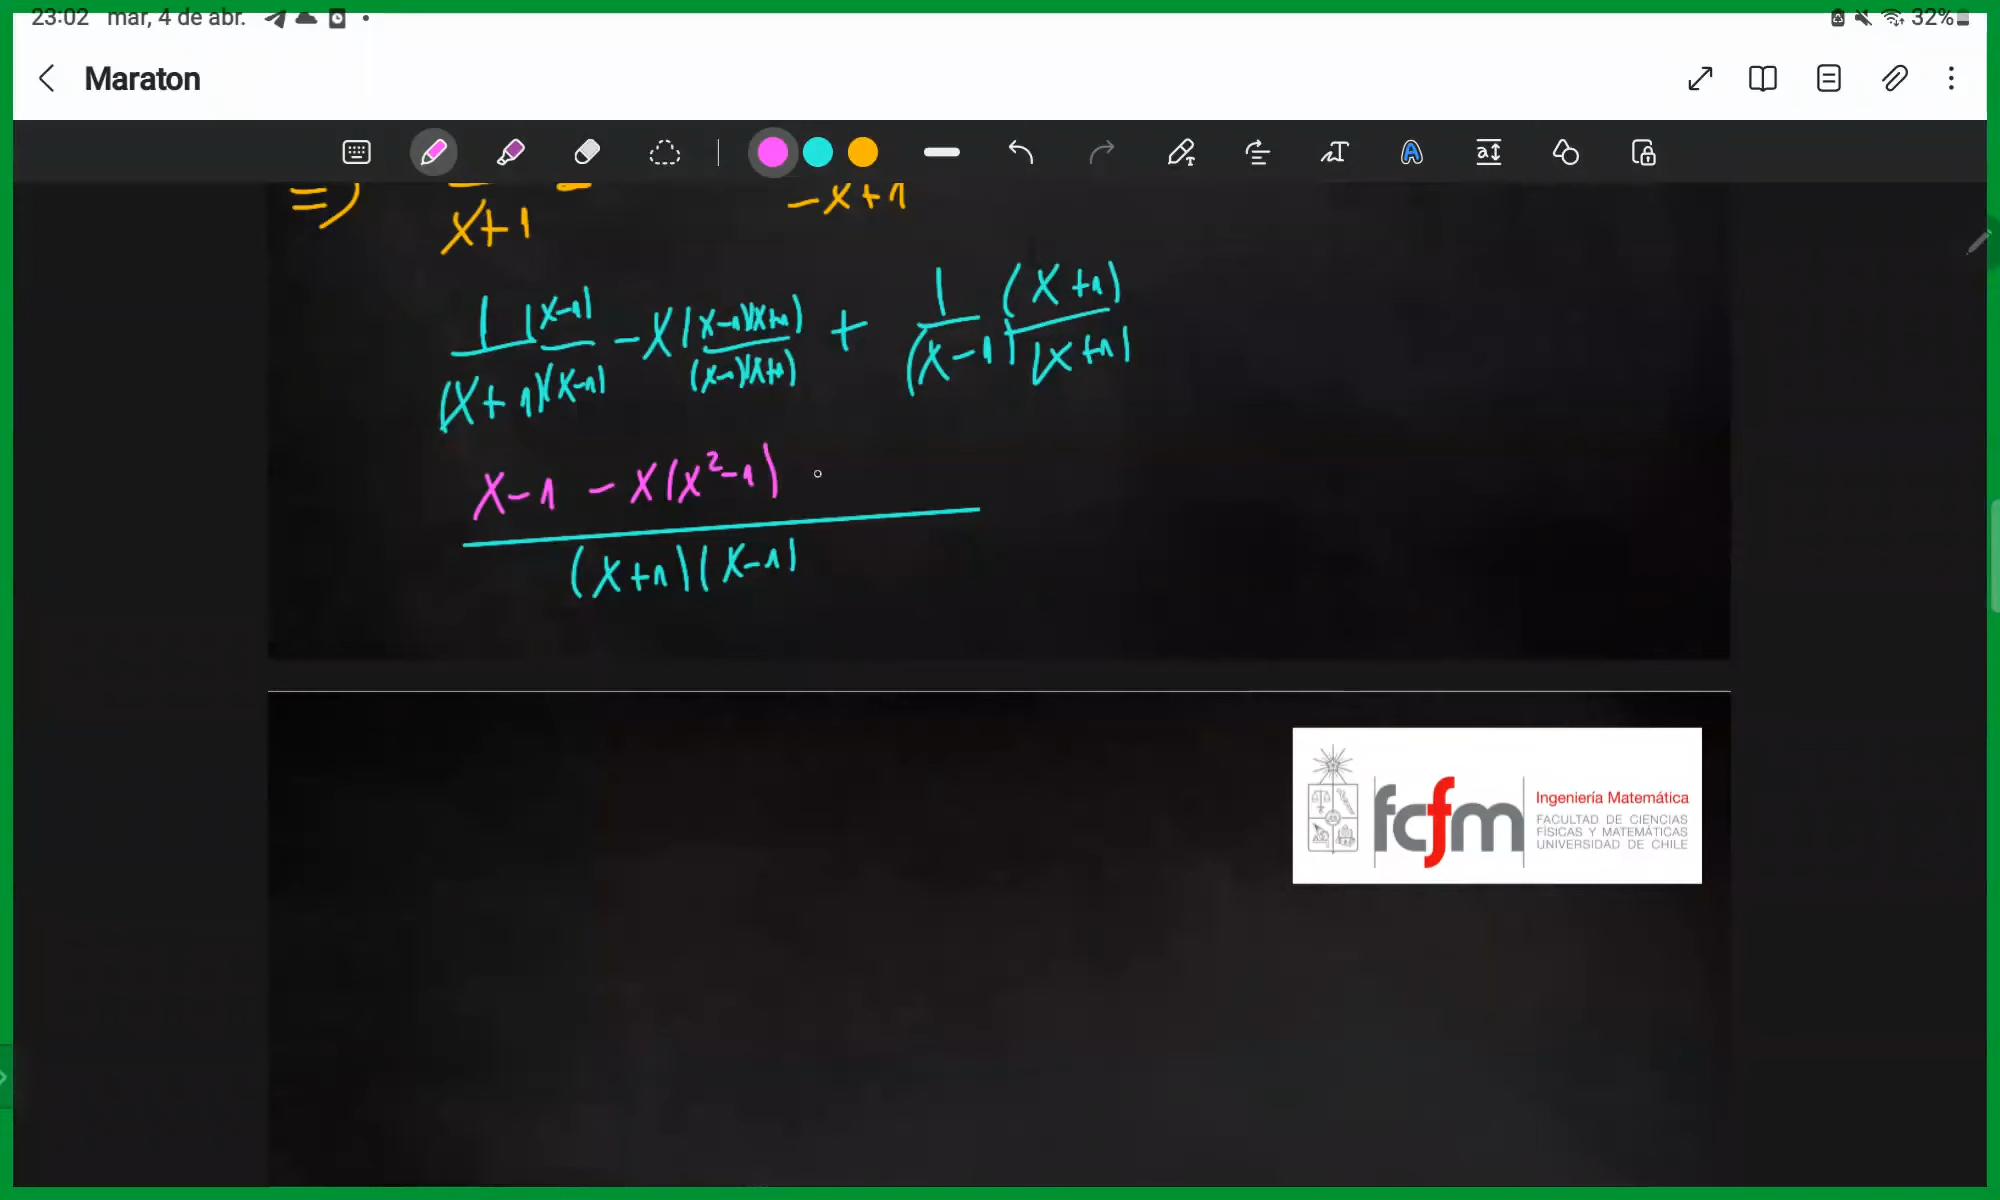 23:02 mar, 4 de abr. 32%
Maraton
=> x+1 -x+1
1(x-1)/(x+1)(x-1) - x((x-1)(x+1))/((x-1)(x+1)) + 1/(x-1) (x+1)/(x+1)
x-1 - x(x²-1)
(x+1)(x-1)
fcfm
Ingeniería Matemática
FACULTAD DE CIENCIAS
FÍSICAS Y MATEMÁTICAS
UNIVERSIDAD DE CHILE